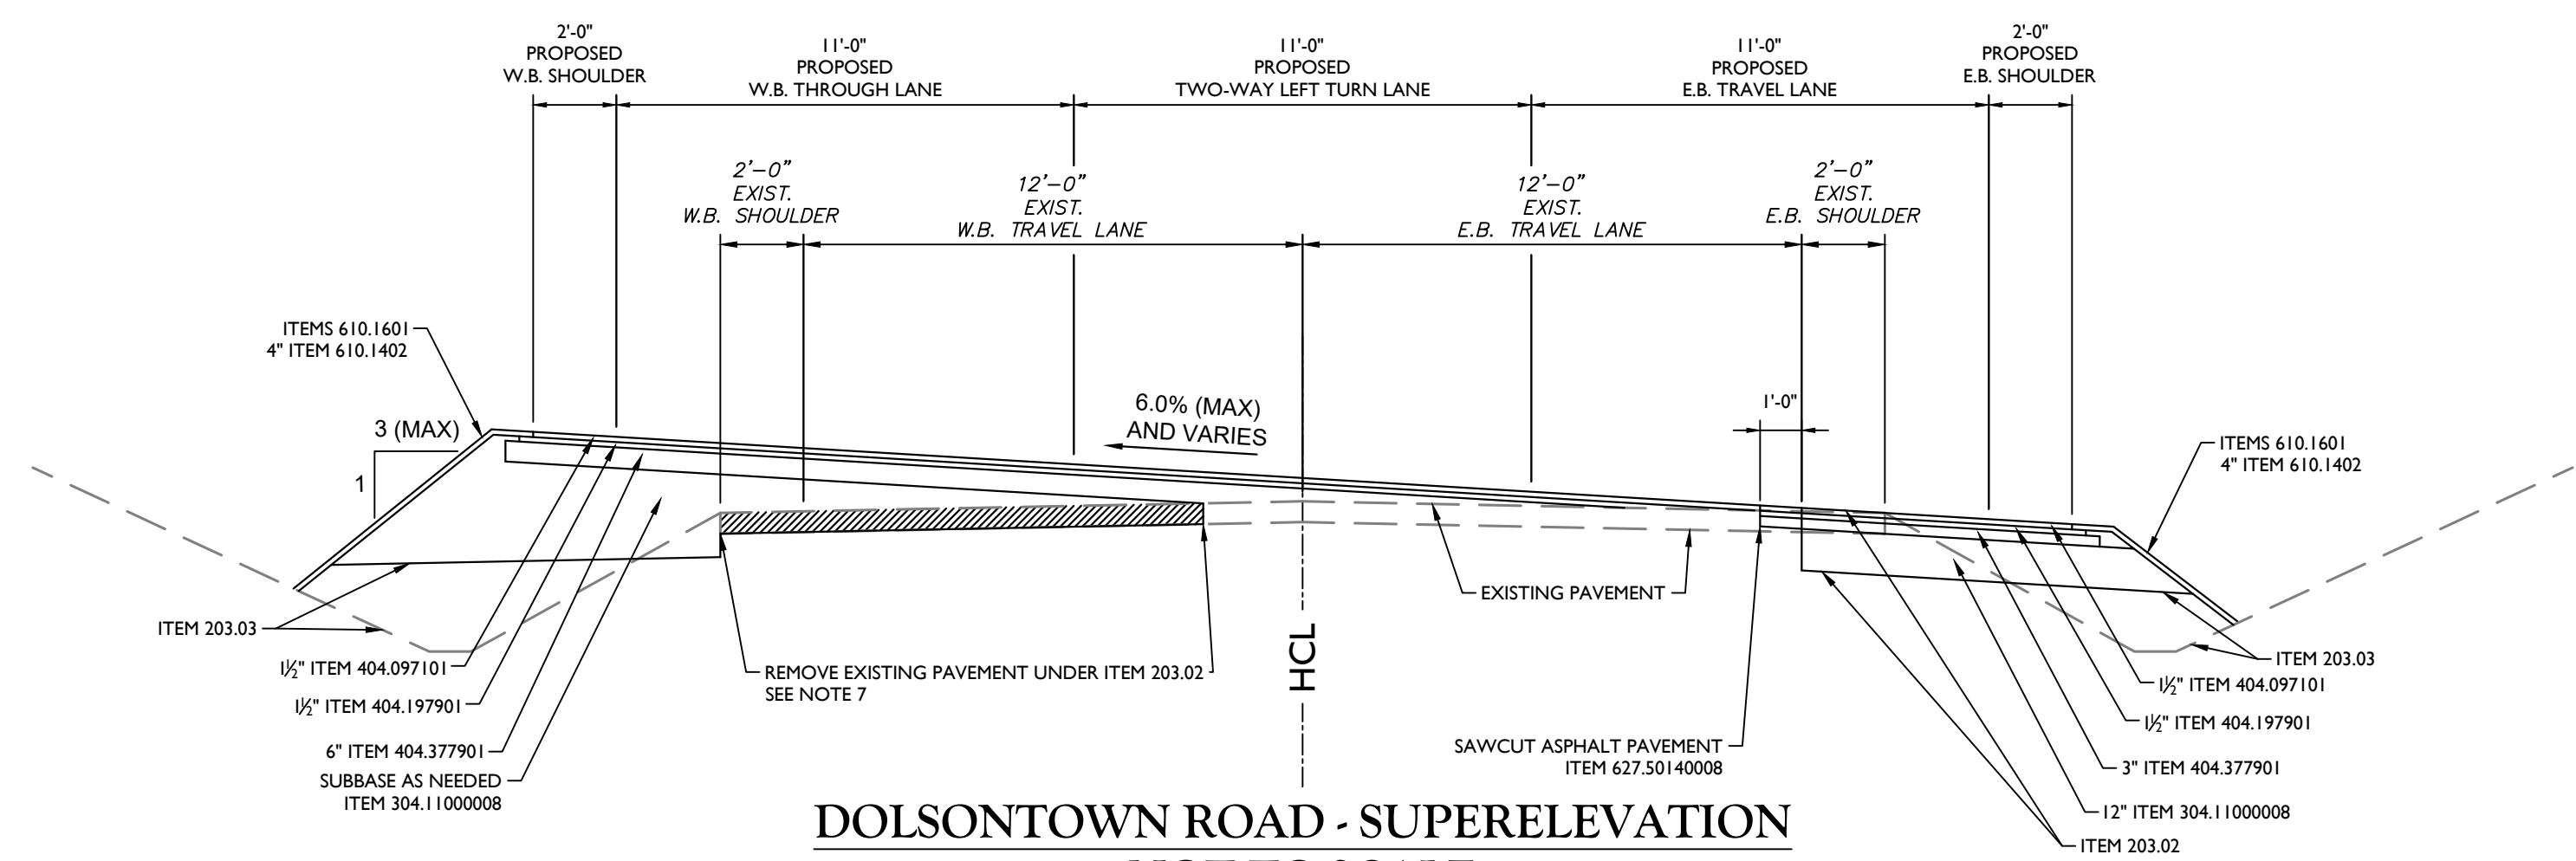 2'-0"
PROPOSED
W.B. SHOULDER
11'-0"
PROPOSED
W.B. THROUGH LANE
11'-0"
PROPOSED
TWO-WAY LEFT TURN LANE
11'-0"
PROPOSED
E.B. TRAVEL LANE
2'-0"
PROPOSED
E.B. SHOULDER
2'-0"
EXIST.
W.B. SHOULDER
12'-0"
EXIST.
W.B. TRAVEL LANE
12'-0"
EXIST.
E.B. TRAVEL LANE
2'-0"
EXIST.
E.B. SHOULDER
ITEMS 610.1601
4" ITEM 610.1402
3 (MAX)
1
6.0% (MAX)
AND VARIES
1'-0"
ITEMS 610.1601
4" ITEM 610.1402
EXISTING PAVEMENT
HCL
ITEM 203.03
1½" ITEM 404.097101
1½" ITEM 404.197901
6" ITEM 404.377901
SUBBASE AS NEEDED
ITEM 304.11000008
REMOVE EXISTING PAVEMENT UNDER ITEM 203.02
SEE NOTE 7
SAWCUT ASPHALT PAVEMENT
ITEM 627.50140008
ITEM 203.03
1½" ITEM 404.097101
1½" ITEM 404.197901
3" ITEM 404.377901
12" ITEM 304.11000008
ITEM 203.02
DOLSONTOWN ROAD - SUPERELEVATION